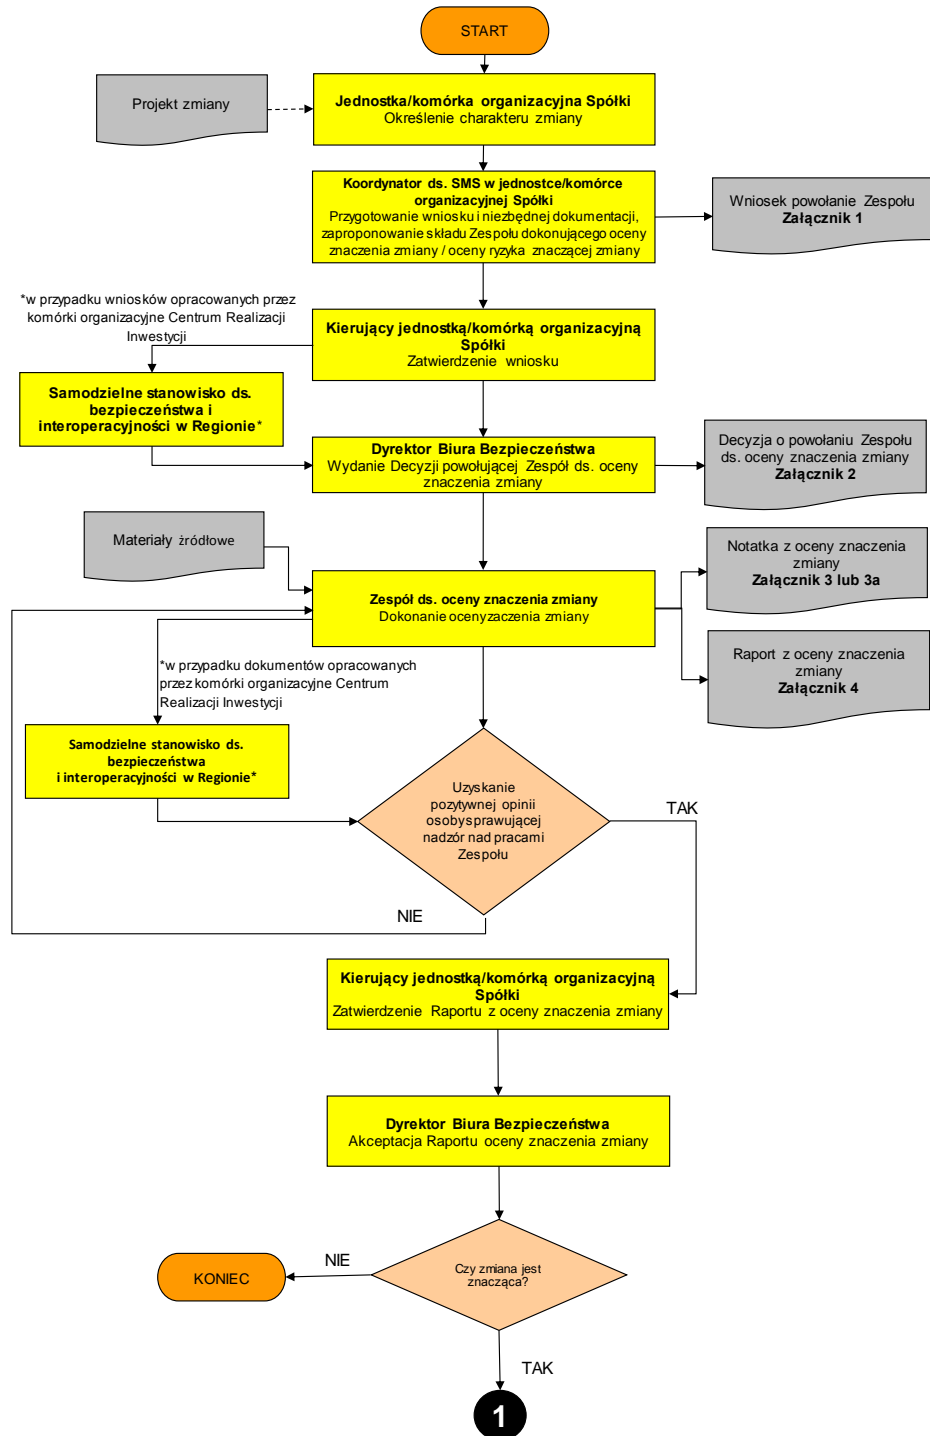 START
Projekt zmiany
Jednostka/komórka organizacyjna Spółki
Określenie charakteru zmiany
Koordynator ds. SMS w jednostce/komórce
organizacyjnej Spółki
Przygotowanie wniosku i niezbędnej dokumentacji,
zaproponowanie składu Zespołu dokonującego oceny
znaczenia zmiany / oceny ryzyka znaczącej zmiany
Wniosek powołanie Zespołu
Załącznik 1
*w przypadku wniosków opracowanych przez
komórki organizacyjne Centrum Realizacji
Inwestycji
Kierujący jednostką/komórką organizacyjną
Spółki
Zatwierdzenie wniosku
Samodzielne stanowisko ds.
bezpieczeństwa i
interoperacyjności w Regionie*
Dyrektor Biura Bezpieczeństwa
Wydanie Decyzji powołującej Zespół ds. oceny
znaczenia zmiany
Decyzja o powołaniu Zespołu
ds. oceny znaczenia zmiany
Załącznik 2
Materiały źródłowe
Notatka z oceny znaczenia
zmiany
Załącznik 3 lub 3a
Zespół ds. oceny znaczenia zmiany
Dokonanie ocenyzaczenia zmiany
Raport z oceny znaczenia
zmiany
Załącznik 4
*w przypadku dokumentów opracowanych
przez komórki organizacyjne Centrum
Realizacji Inwestycji
Samodzielne stanowisko ds.
bezpieczeństwa
i interoperacyjności w Regionie*
Uzyskanie
pozytywnej opinii
osobysprawującej
nadzór nad pracami
Zespołu
TAK
NIE
Kierujący jednostką/komórką organizacyjną
Spółki
Zatwierdzenie Raportu z oceny znaczenia zmiany
Dyrektor Biura Bezpieczeństwa
Akceptacja Raportu oceny znaczenia zmiany
Czy zmiana jest
znacząca?
NIE
KONIEC
TAK
1